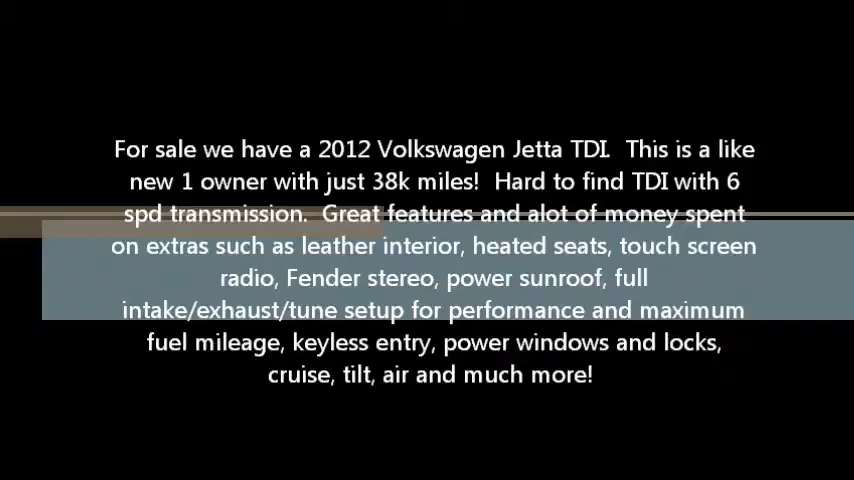 For sale we have a 2012 Volkswagen Jetta TDI.  This is a like
new 1 owner with just 38k miles!  Hard to find TDI with 6
spd transmission.  Great features and alot of money spent
on extras such as leather interior, heated seats, touch screen
radio, Fender stereo, power sunroof, full
intake/exhaust/tune setup for performance and maximum
fuel mileage, keyless entry, power windows and locks,
cruise, tilt, air and much more!